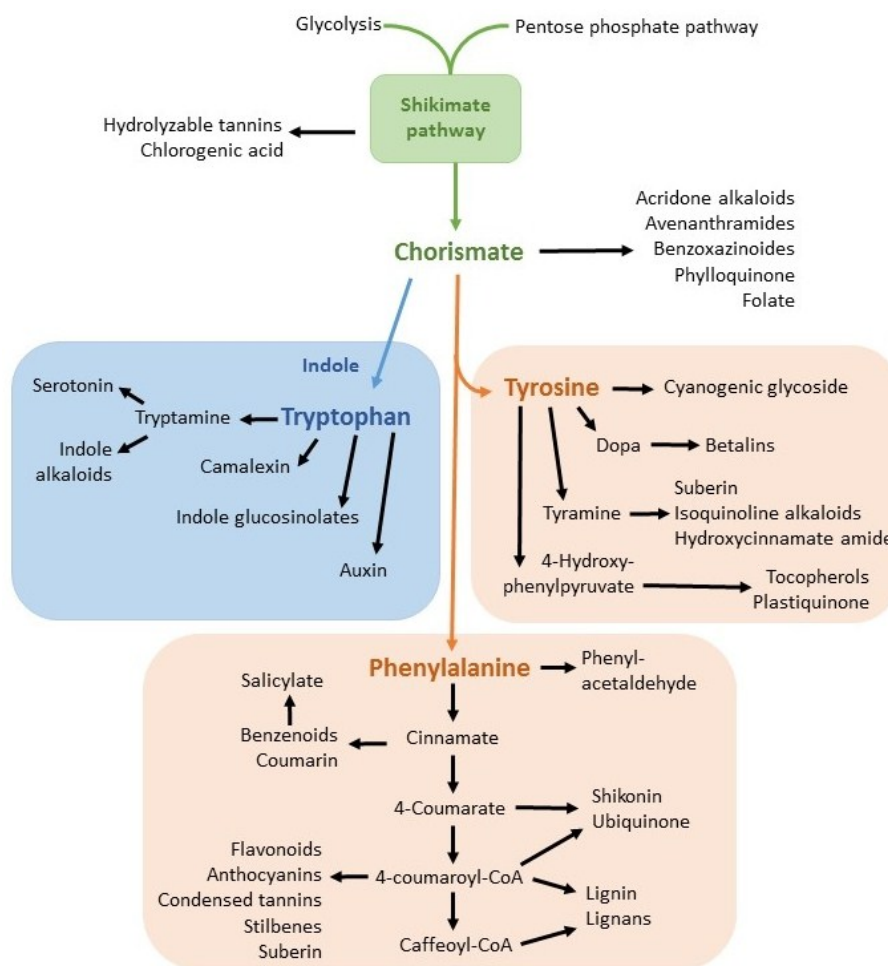 Glycolysis
Pentose phosphate pathway
Shikimate
pathway
Hydrolyzable tannins
Chlorogenic acid
Acridone alkaloids
Avenanthramides
Benzoxazinoides
Phylloquinone
Folate
Chorismate
Indole
Serotonin
Tryptamine
Tryptophan
Indole
alkaloids
Camalexin
Indole glucosinolates
Auxin
Tyrosine
Cyanogenic glycoside
Dopa
Betalins
Tyramine
Suberin
Isoquinoline alkaloids
Hydroxycinnamate amide
4-Hydroxy-
phenylpyruvate
Tocopherols
Plastiquinone
Phenylalanine
Phenyl-
acetaldehyde
Salicylate
Benzenoids
Coumarin
Cinnamate
4-Coumarate
Shikonin
Ubiquinone
Flavonoids
Anthocyanins
Condensed tannins
Stilbenes
Suberin
4-coumaroyl-CoA
Lignin
Lignans
Caffeoyl-CoA